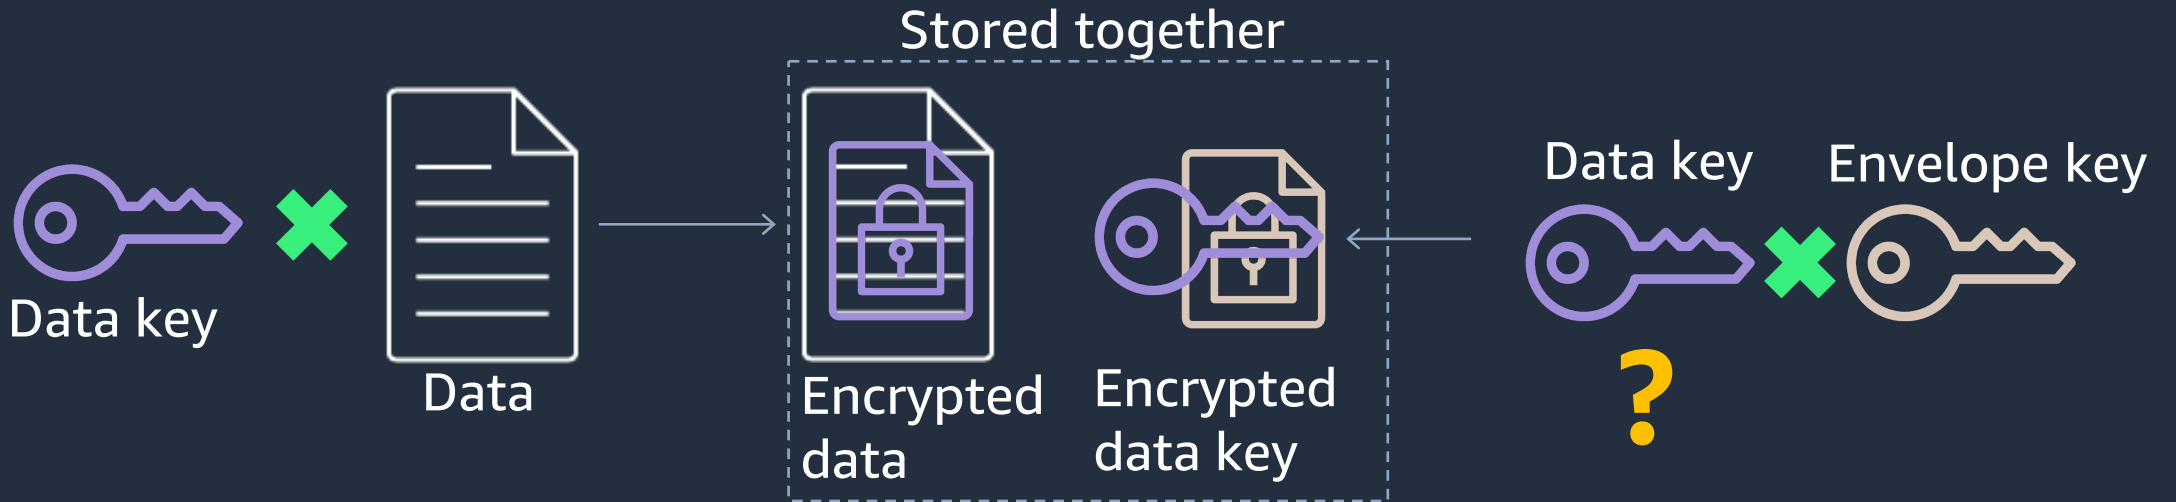 Stored together
Data key
Data
Encrypted
data
Encrypted
data key
Data key
Envelope key
?